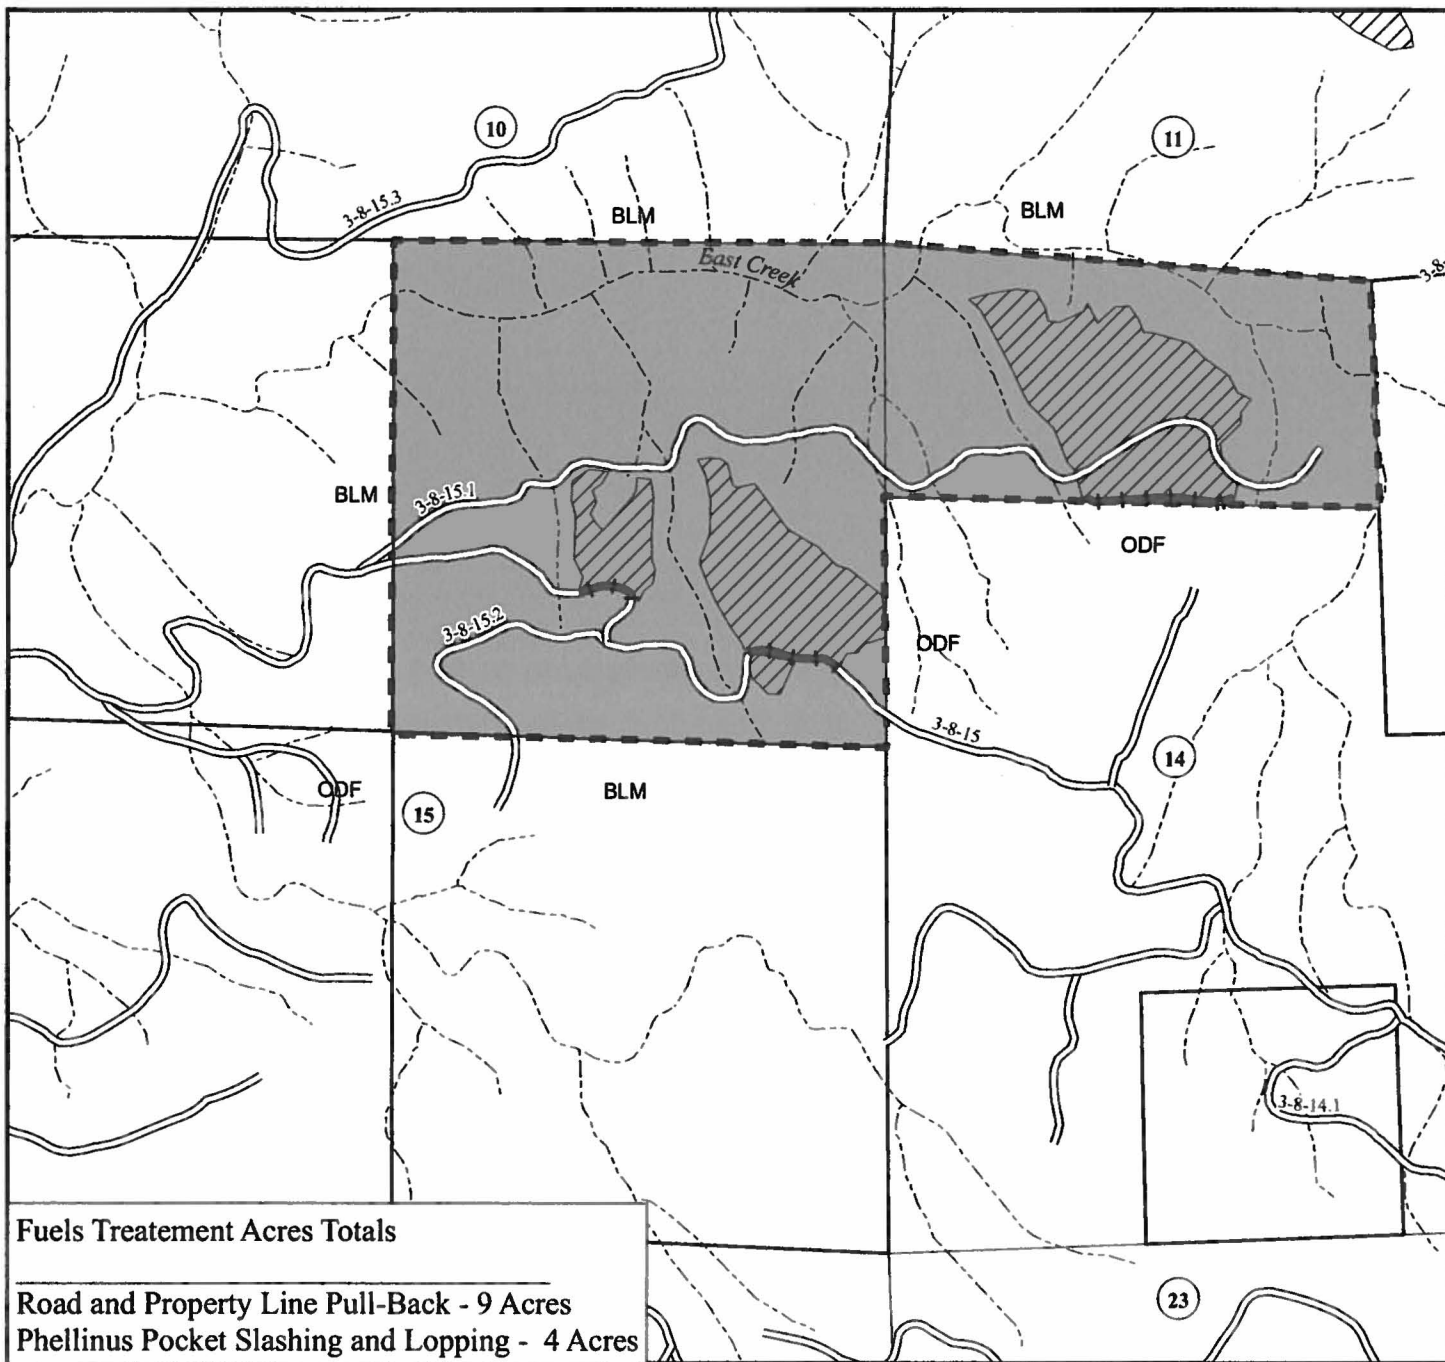 10
11
3-8-15.3
BLM
BLM
East Creek
3-8-
BLM
3-8-15.1
ODF
3-8-15.2
ODF
3-8-15
14
ODF
15
BLM
3-8-14.1
Fuels Treatement Acres Totals
Road and Property Line Pull-Back - 9 Acres
Phellinus Pocket Slashing and Lopping - 4 Acres
23